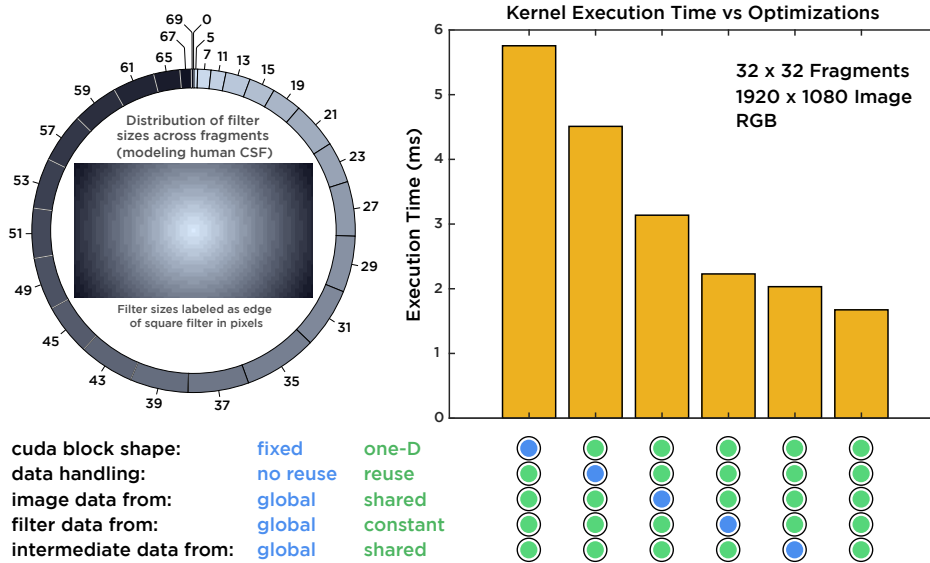 Kernel Execution Time vs Optimizations
69 0
67 5
65 7 11 13
61 15
59 19
57 21
53 23
51 27
49 29
45 31
43 35
39 37
Distribution of filter
sizes across fragments
(modeling human CSF)
Filter sizes labeled as edge
of square filter in pixels
Execution Time (ms)
6
5
4
3
2
1
0
32 x 32 Fragments
1920 x 1080 Image
RGB
cuda block shape: fixed one-D
data handling: no reuse reuse
image data from: global shared
filter data from: global constant
intermediate data from: global shared